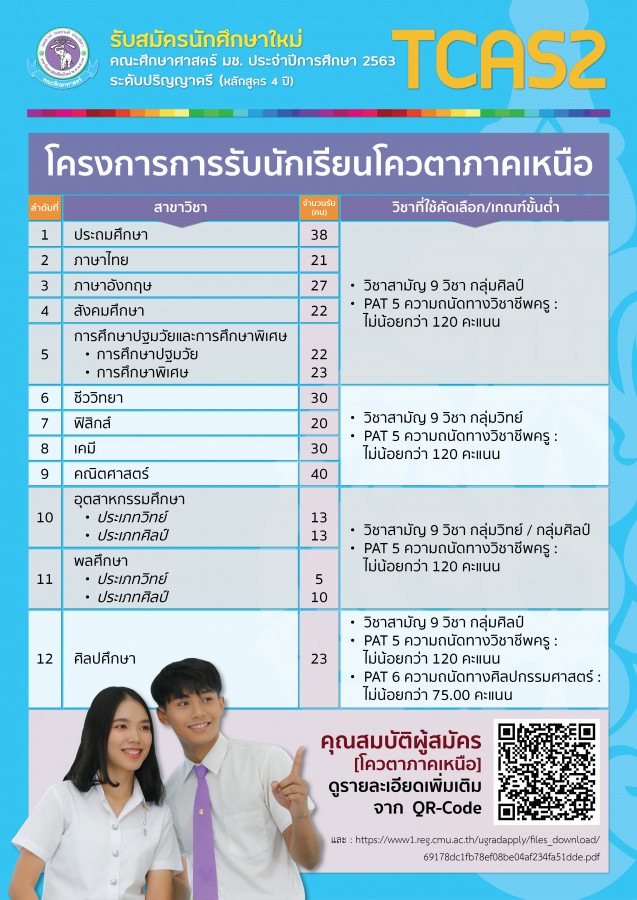 รับสมัครนักศึกษาใหม่
คณะศึกษาศาสตร์ มช. ประจำปีการศึกษา 2563
ระดับปริญญาตรี (หลักสูตร 4 ปี)
TCAS2
โครงการการรับนักเรียนโควตาภาคเหนือ
ลำดับที่ สาขาวิชา จำนวนรับ (คน) วิชาที่ใช้คัดเลือก/เกณฑ์ขั้นต่ำ
1 ประถมศึกษา 38
2 ภาษาไทย 21
3 ภาษาอังกฤษ 27
4 สังคมศึกษา 22
5 การศึกษาปฐมวัยและการศึกษาพิเศษ
• การศึกษาปฐมวัย 22
• การศึกษาพิเศษ 23
• วิชาสามัญ 9 วิชา กลุ่มศิลป์
• PAT 5 ความถนัดทางวิชาชีพครู :
ไม่น้อยกว่า 120 คะแนน
6 ชีววิทยา 30
7 ฟิสิกส์ 20
8 เคมี 30
9 คณิตศาสตร์ 40
• วิชาสามัญ 9 วิชา กลุ่มวิทย์
• PAT 5 ความถนัดทางวิชาชีพครู :
ไม่น้อยกว่า 120 คะแนน
10 อุตสาหกรรมศึกษา
• ประเภทวิทย์ 13
• ประเภทศิลป์ 13
11 พลศึกษา
• ประเภทวิทย์ 5
• ประเภทศิลป์ 10
• วิชาสามัญ 9 วิชา กลุ่มวิทย์ / กลุ่มศิลป์
• PAT 5 ความถนัดทางวิชาชีพครู :
ไม่น้อยกว่า 120 คะแนน
12 ศิลปศึกษา 23
• วิชาสามัญ 9 วิชา กลุ่มศิลป์
• PAT 5 ความถนัดทางวิชาชีพครู :
ไม่น้อยกว่า 120 คะแนน
• PAT 6 ความถนัดทางศิลปกรรมศาสตร์ :
ไม่น้อยกว่า 75.00 คะแนน
คุณสมบัติผู้สมัคร
[โควตาภาคเหนือ]
ดูรายละเอียดเพิ่มเติม
จาก QR-Code
และ : https://www1.reg.cmu.ac.th/ugradapply/files_download/
69178dc1fb78ef08be04af234fa51dde.pdf